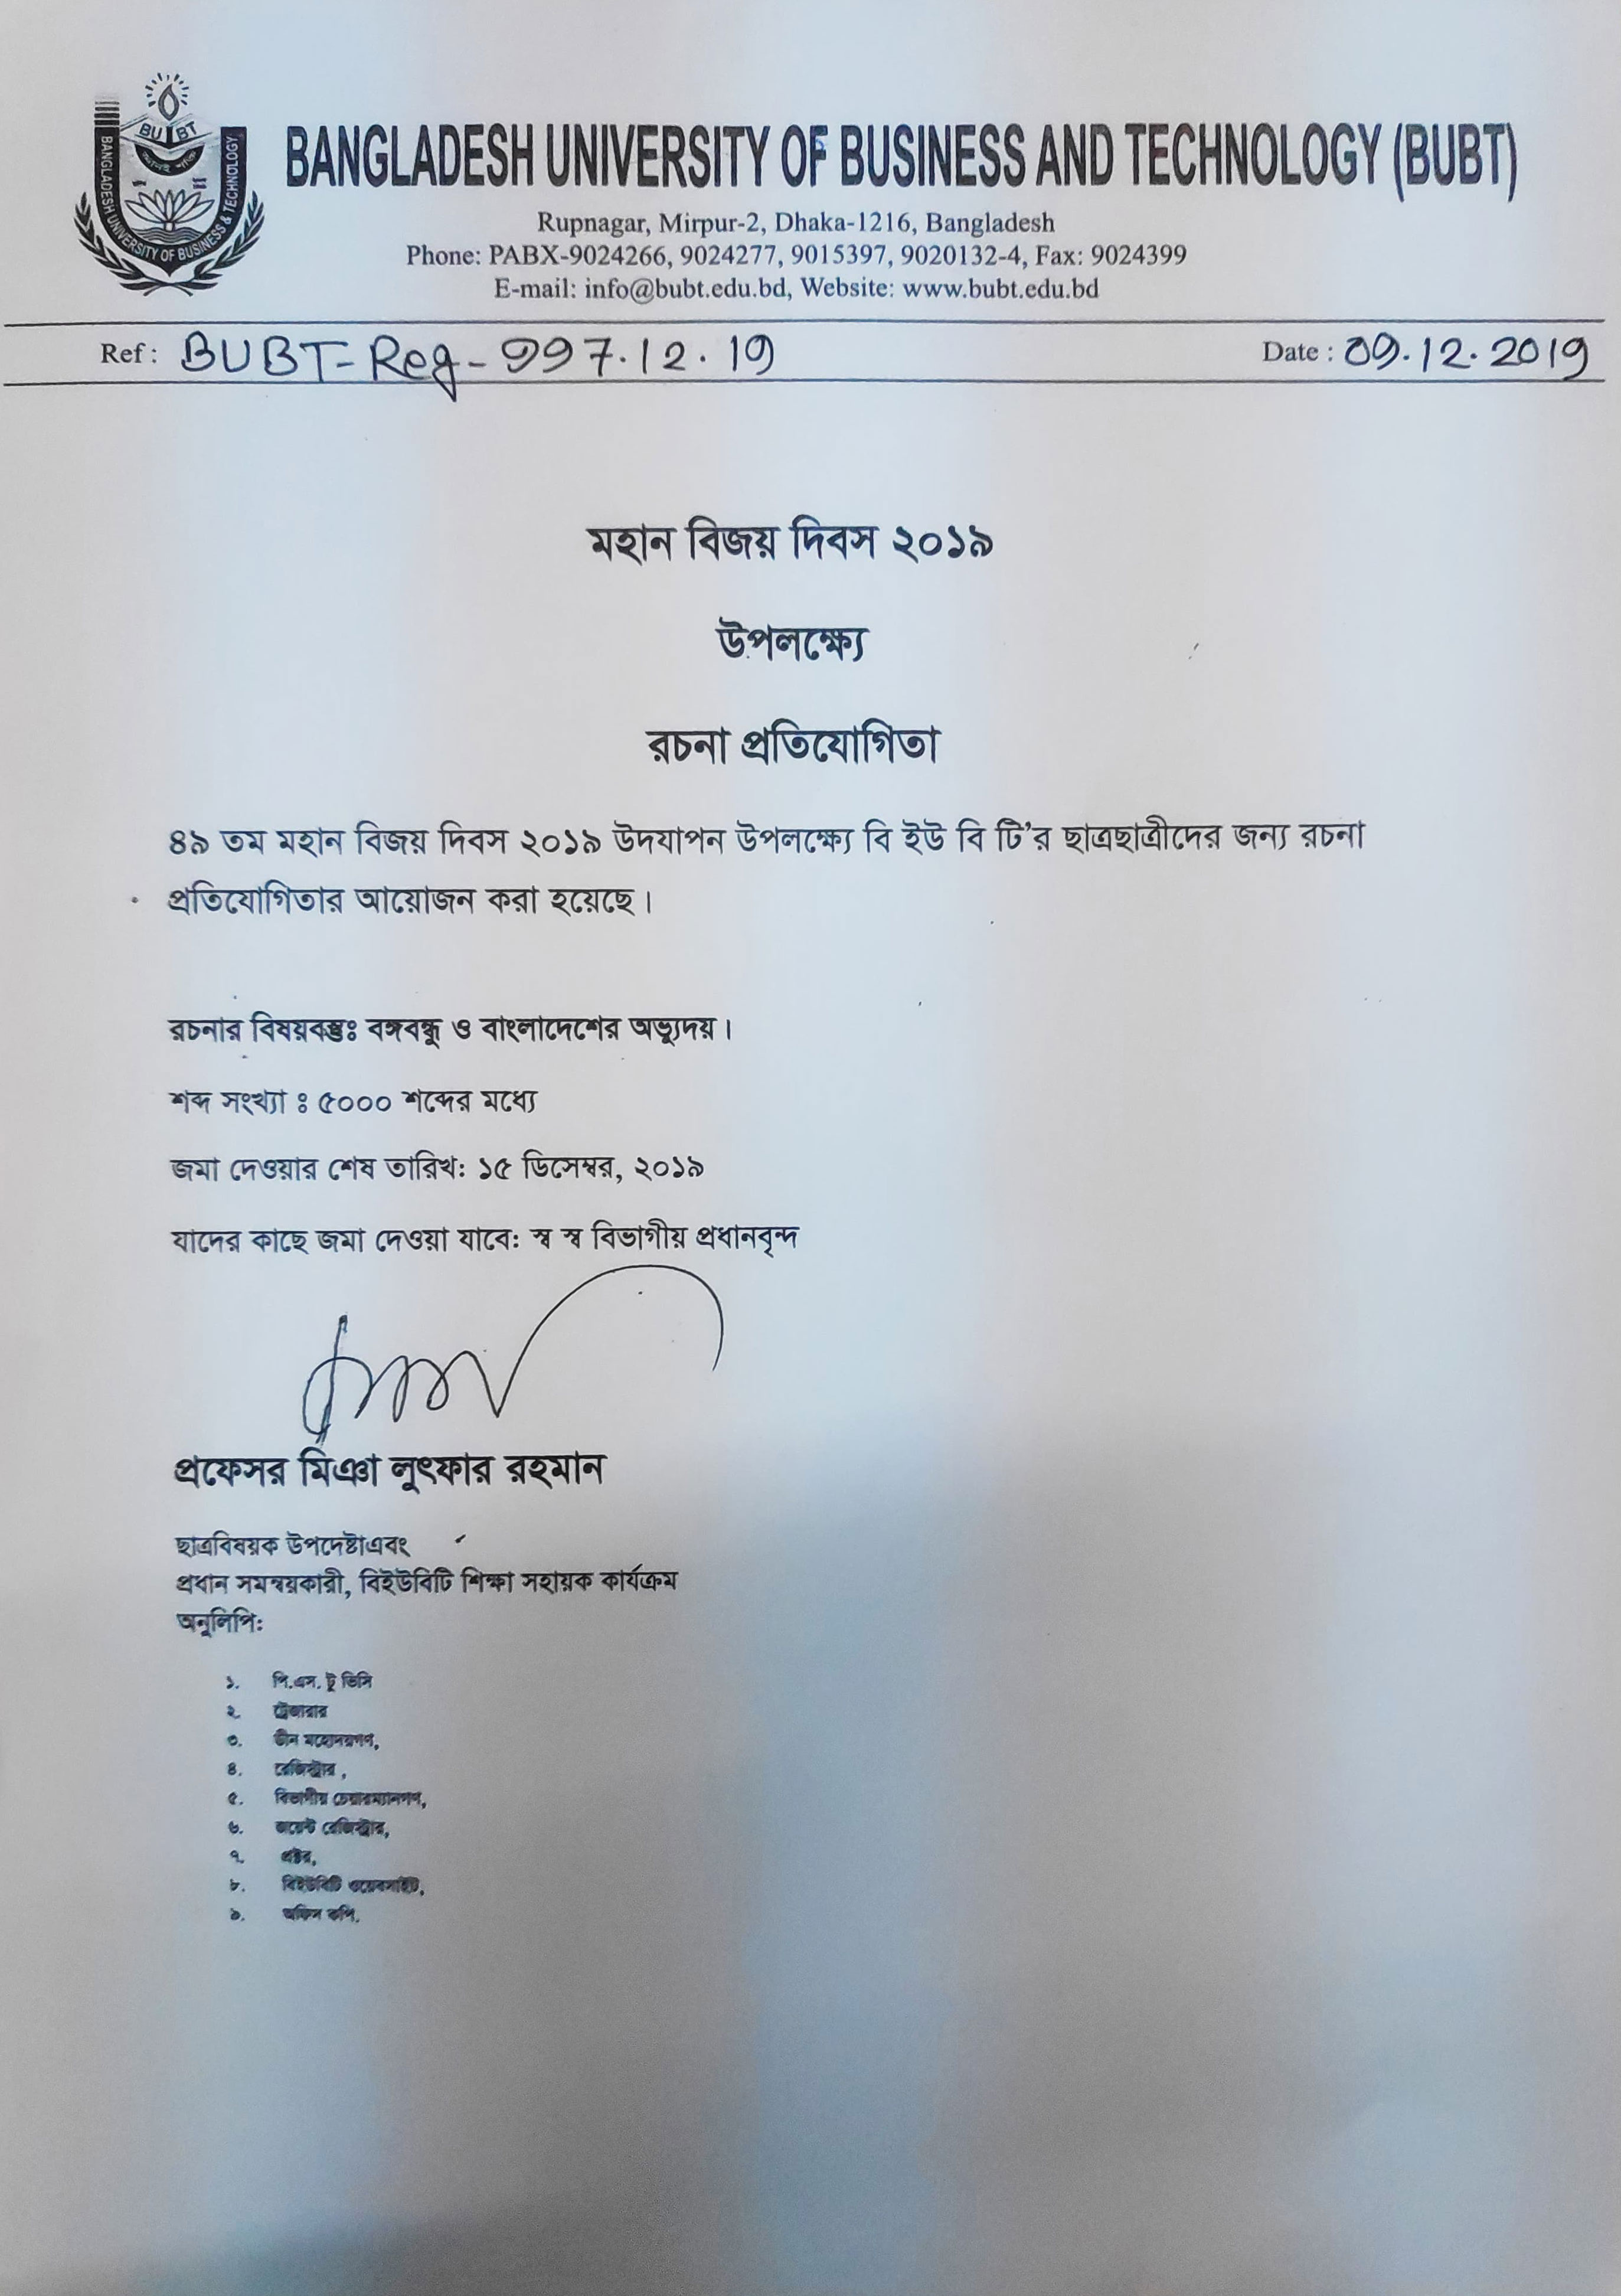 BUBT
BANGLADESH UNIVERSITY OF BUSINESS & TECHNOLOGY
BANGLADESH UNIVERSITY OF BUSINESS AND TECHNOLOGY (BUBT)
Rupnagar, Mirpur-2, Dhaka-1216, Bangladesh
Phone: PABX-9024266, 9024277, 9015397, 9020132-4, Fax: 9024399
E-mail: info@bubt.edu.bd, Website: www.bubt.edu.bd
Ref : BUBT-Reg-997.12.19 Date : 09.12.2019
মহান বিজয় দিবস ২০১৯
উপলক্ষ্যে
রচনা প্রতিযোগিতা
৪৯ তম মহান বিজয় দিবস ২০১৯ উদযাপন উপলক্ষ্যে বি ইউ বি টি'র ছাত্রছাত্রীদের জন্য রচনা
প্রতিযোগিতার আয়োজন করা হয়েছে।
রচনার বিষয়বস্তুঃ বঙ্গবন্ধু ও বাংলাদেশের অভ্যুদয়।
শব্দ সংখ্যা ঃ ৫০০০ শব্দের মধ্যে
জমা দেওয়ার শেষ তারিখ: ১৫ ডিসেম্বর, ২০১৯
যাদের কাছে জমা দেওয়া যাবে: স্ব স্ব বিভাগীয় প্রধানবৃন্দ
প্রফেসর মিঞা লুৎফার রহমান
ছাত্রবিষয়ক উপদেষ্টাএবং
প্রধান সমন্বয়কারী, বিইউবিটি শিক্ষা সহায়ক কার্যক্রম
অনুলিপি:
১. পি.এস. টু ভিসি
২. ট্রেজারার
৩. ডীন মহোদয়গণ,
৪. রেজিস্ট্রার ,
৫. বিভাগীয় চেয়ারম্যানগণ,
৬. জয়েন্ট রেজিস্ট্রার,
৭. প্রক্টর,
৮. বিইউবিটি ওয়েবসাইট,
৯. অফিস কপি.